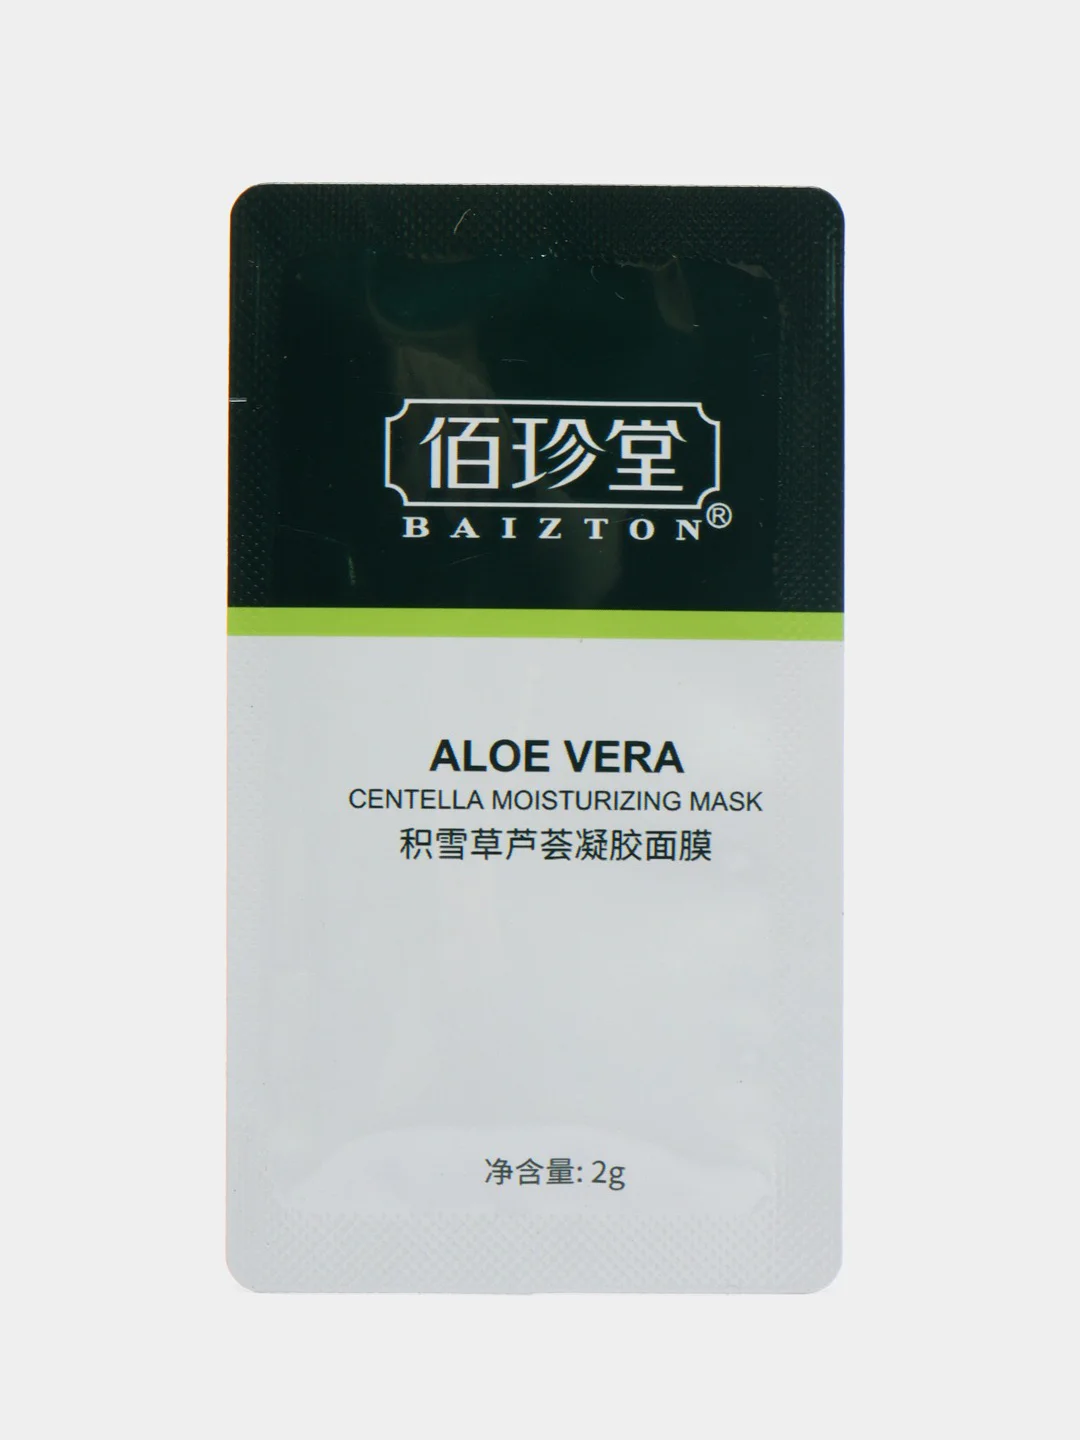 佰珍堂
BAIZTON®
ALOE VERA
CENTELLA MOISTURIZING MASK
积雪草芦荟凝胶面膜
净含量: 2g